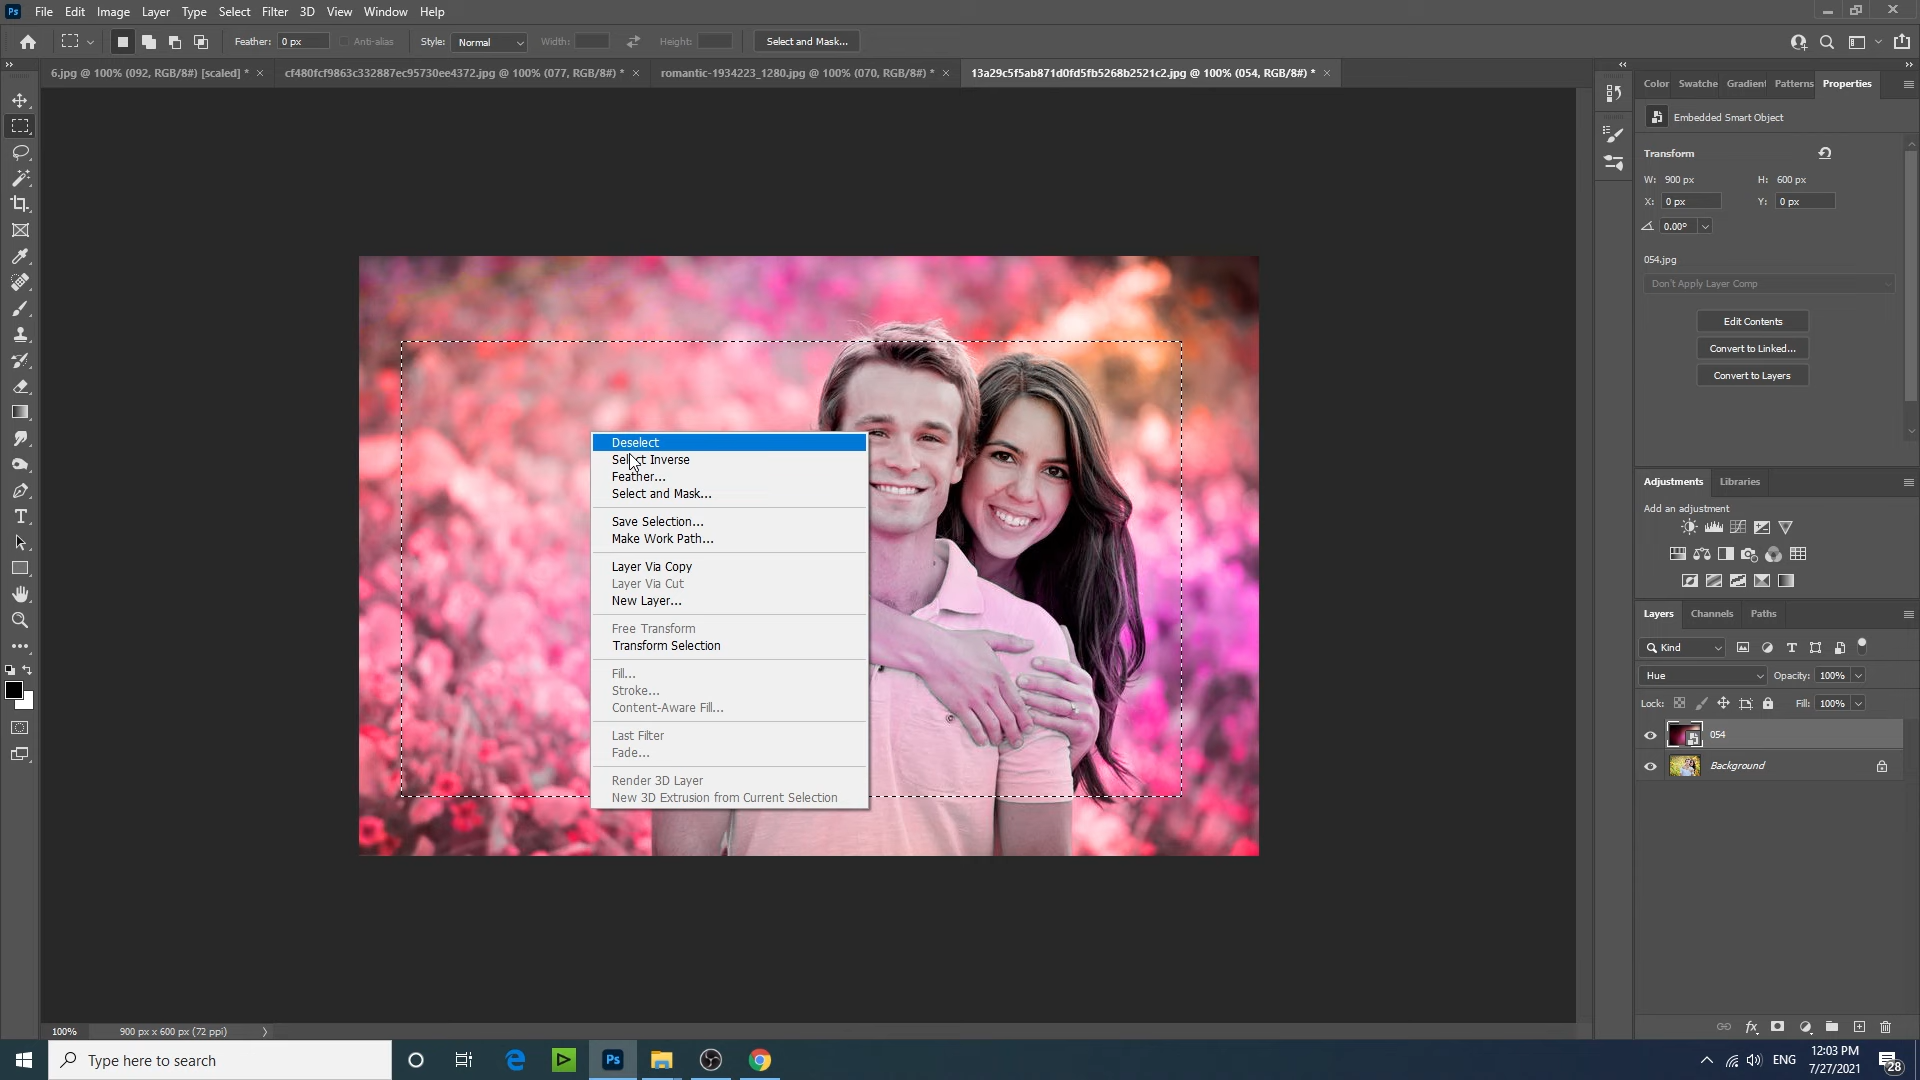 Ps File Edit Image Layer Type Select Filter 3D View Window Help
Feather: 0 px Anti-alias Style: Normal Width: Height: Select and Mask...
6.jpg @ 100% (092, RGB/8#) [scaled] * × cf480fcf9863c332887ec95730ee4372.jpg @ 100% (077, RGB/8#) * × romantic-1934223_1280.jpg @ 100% (070, RGB/8#) * × 13a29c5f5ab871d0fd5fb5268b2521c2.jpg @ 100% (054, RGB/8#) * ×
Color Swatche Gradient Patterns Properties
Embedded Smart Object
Transform
W: 900 px H: 600 px
X: 0 px Y: 0 px
0.00°
054.jpg
Don't Apply Layer Comp
Edit Contents
Convert to Linked...
Convert to Layers
Deselect
Select Inverse
Feather...
Select and Mask...
Save Selection...
Make Work Path...
Layer Via Copy
Layer Via Cut
New Layer...
Free Transform
Transform Selection
Fill...
Stroke...
Content-Aware Fill...
Last Filter
Fade...
Render 3D Layer
New 3D Extrusion from Current Selection
Adjustments Libraries
Add an adjustment
Layers Channels Paths
Kind
Hue Opacity: 100%
Lock: Fill: 100%
054
Background
fx
100% 900 px x 600 px (72 ppi)
Type here to search
Ps
ENG
12:03 PM
7/27/2021
28